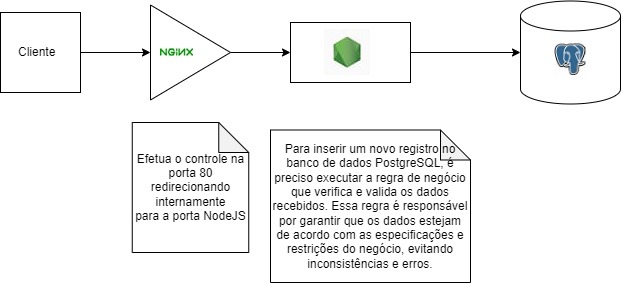 Cliente
NGiNX
Efetua o controle na
porta 80
redirecionando
internamente
para a porta NodeJS
Para inserir um novo registro no
banco de dados PostgreSQL, é
preciso executar a regra de negócio
que verifica e valida os dados
recebidos. Essa regra é responsável
por garantir que os dados estejam
de acordo com as especificações e
restrições do negócio, evitando
inconsistências e erros.